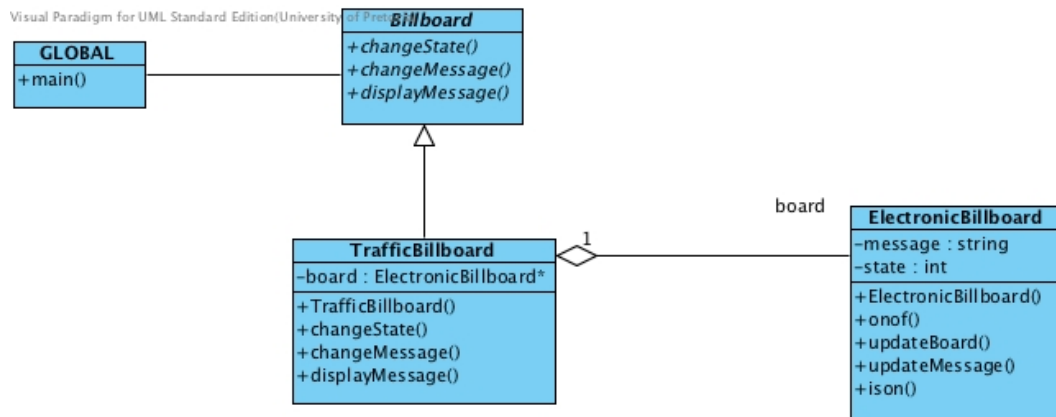 Visual Paradigm for UML Standard Edition(University of
Billboard
+changeState()
+changeMessage()
+displayMessage()
GLOBAL
+main()
TrafficBillboard
-board : ElectronicBillboard*
+TrafficBillboard()
+changeState()
+changeMessage()
+displayMessage()
1
board
ElectronicBillboard
-message : string
-state : int
+ElectronicBillboard()
+onof()
+updateBoard()
+updateMessage()
+ison()